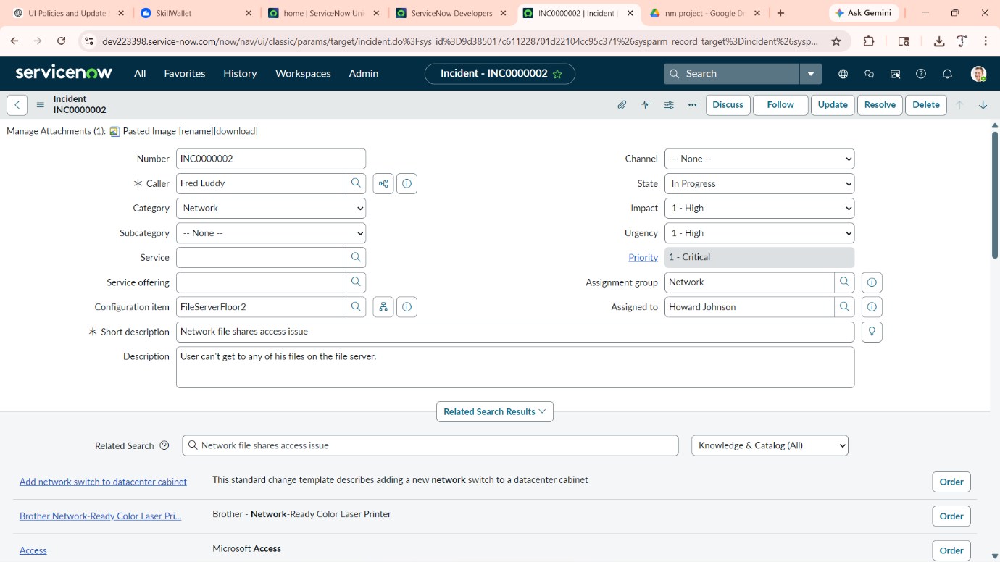 UI Policies and Update
SkillWallet
home | ServiceNow Uni
ServiceNow Developers
INC0000002 | Incident
nm project - Google Dr
Ask Gemini
dev223398.service-now.com/now/nav/ui/classic/params/target/incident.do%3Fsys_id%3D9d385017c611228701d22104cc95c371%26sysparm_record_target%3Dincident%26sysp...
servicenow
All
Favorites
History
Workspaces
Admin
Incident - INC0000002
Search
Incident
INC0000002
Discuss
Follow
Update
Resolve
Delete
Manage Attachments (1): Pasted Image [rename][download]
Number INC0000002
Channel -- None --
Caller Fred Luddy
State In Progress
Category Network
Impact 1 - High
Subcategory -- None --
Urgency 1 - High
Service
Priority 1 - Critical
Service offering
Assignment group Network
Configuration item FileServerFloor2
Assigned to Howard Johnson
Short description Network file shares access issue
Description User can't get to any of his files on the file server.
Related Search Results
Related Search Network file shares access issue Knowledge & Catalog (All)
Add network switch to datacenter cabinet This standard change template describes adding a new network switch to a datacenter cabinet Order
Brother Network-Ready Color Laser Pri... Brother - Network-Ready Color Laser Printer Order
Access Microsoft Access Order